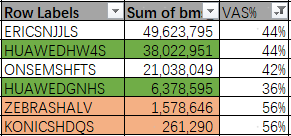 Row Labels Sum of bm VAS%
ERICSNJJLS 49,623,795 44%
HUAWEDHW4S 38,022,951 44%
ONSEMSHFTS 21,038,049 42%
HUAWEDGNHS 6,378,595 36%
ZEBRASHALV 1,578,646 56%
KONICSHDQS 261,290 56%